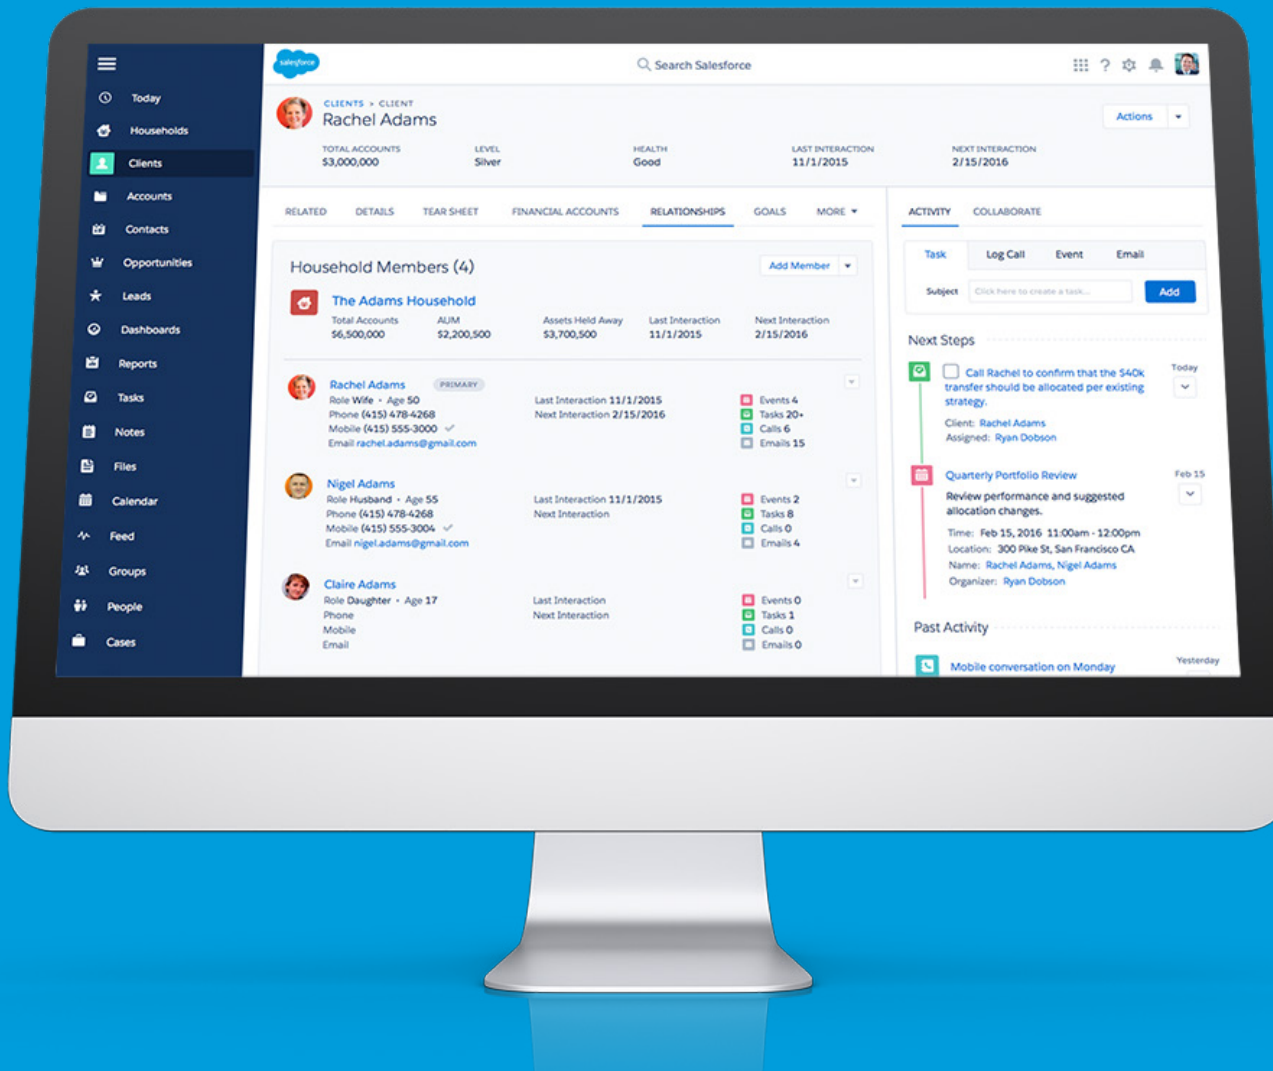 Today
Households
Clients
Accounts
Contacts
Opportunities
Leads
Dashboards
Reports
Tasks
Notes
Files
Calendar
Feed
Groups
People
Cases
salesforce
Search Salesforce
?
CLIENTS > CLIENT
Rachel Adams
Actions
TOTAL ACCOUNTS LEVEL HEALTH LAST INTERACTION NEXT INTERACTION
$3,000,000 Silver Good 11/1/2015 2/15/2016
RELATED DETAILS TEAR SHEET FINANCIAL ACCOUNTS RELATIONSHIPS GOALS MORE
Household Members (4)
Add Member
The Adams Household
Total Accounts AUM Assets Held Away Last Interaction Next Interaction
$6,500,000 $2,200,500 $3,700,500 11/1/2015 2/15/2016
Rachel Adams PRIMARY
Role Wife • Age 50 Last Interaction 11/1/2015 Events 4
Phone (415) 478-4268 Next Interaction 2/15/2016 Tasks 20+
Mobile (415) 555-3000 Calls 6
Email rachel.adams@gmail.com Emails 15
Nigel Adams
Role Husband • Age 55 Last Interaction 11/1/2015 Events 2
Phone (415) 478-4268 Next Interaction Tasks 8
Mobile (415) 555-3004 Calls 0
Email nigel.adams@gmail.com Emails 4
Claire Adams
Role Daughter • Age 17 Last Interaction Events 0
Phone Next Interaction Tasks 1
Mobile Calls 0
Email Emails 0
ACTIVITY COLLABORATE
Task Log Call Event Email
Subject Click here to create a task... Add
Next Steps
Call Rachel to confirm that the $40k Today
transfer should be allocated per existing
strategy.
Client: Rachel Adams
Assigned: Ryan Dobson
Quarterly Portfolio Review Feb 15
Review performance and suggested
allocation changes.
Time: Feb 15, 2016 11:00am - 12:00pm
Location: 300 Pike St, San Francisco CA
Name: Rachel Adams, Nigel Adams
Organizer: Ryan Dobson
Past Activity
Mobile conversation on Monday Yesterday